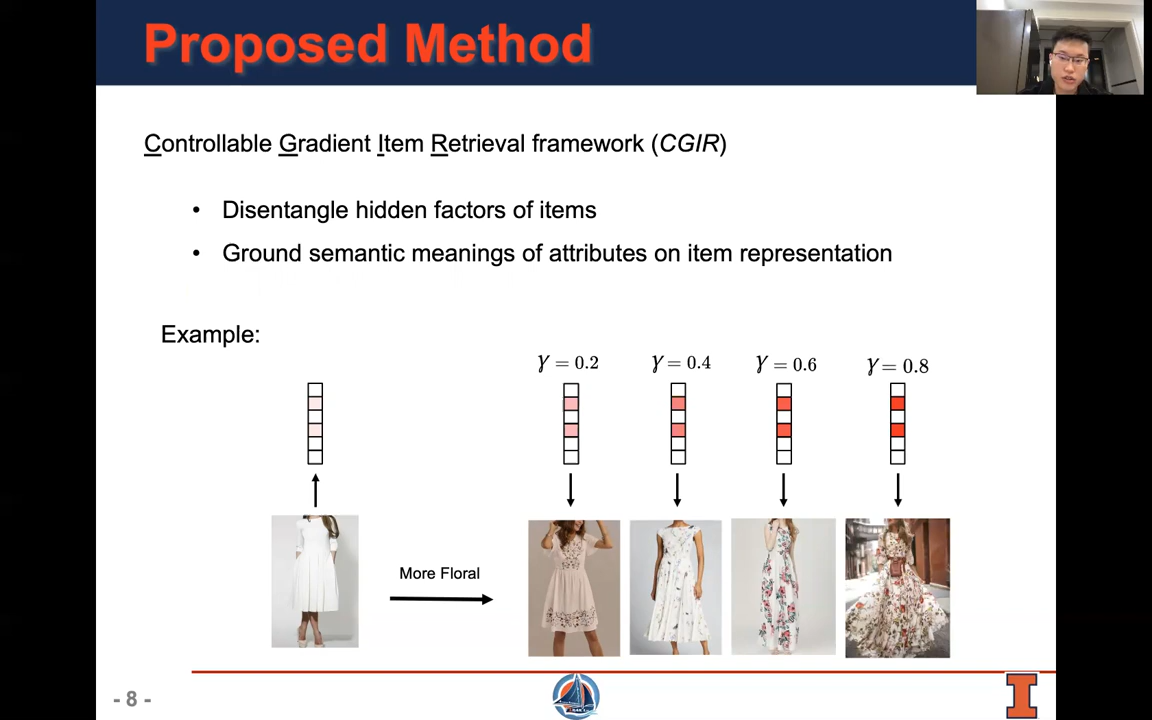 Proposed Method
Controllable Gradient Item Retrieval framework (CGIR)
• Disentangle hidden factors of items
• Ground semantic meanings of attributes on item representation
Example:
γ = 0.2 γ = 0.4 γ = 0.6 γ = 0.8
More Floral
- 8 -
I